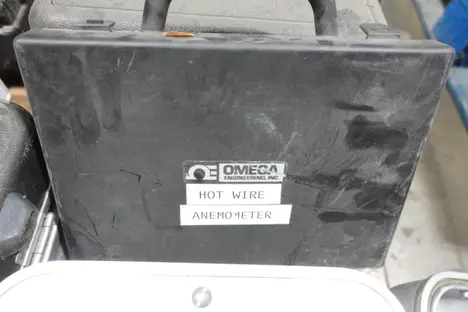 OMEGA
ENGINEERING, INC.
HOT WIRE
ANEMOMETER